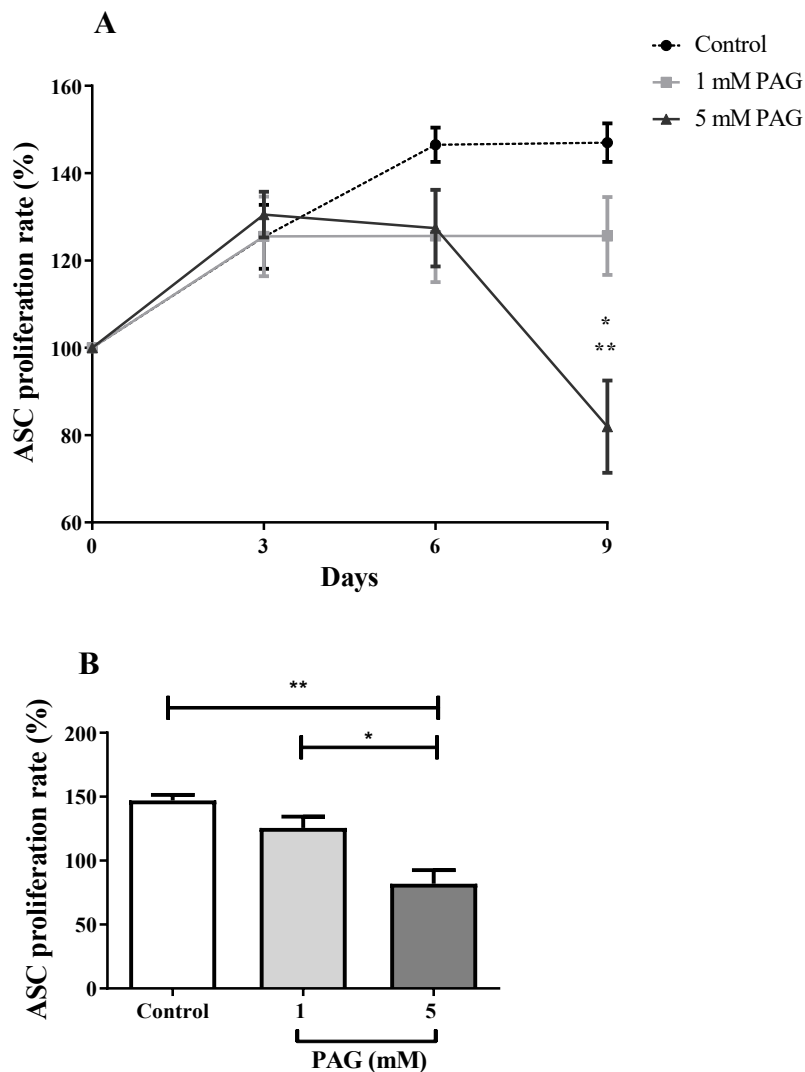 A
Control
1 mM PAG
5 mM PAG
ASC proliferation rate (%)
160
140
120
100
80
60
*
**
0 3 6 9
Days
B
**
*
ASC proliferation rate (%)
200
150
100
50
0
Control 1 5
PAG (mM)